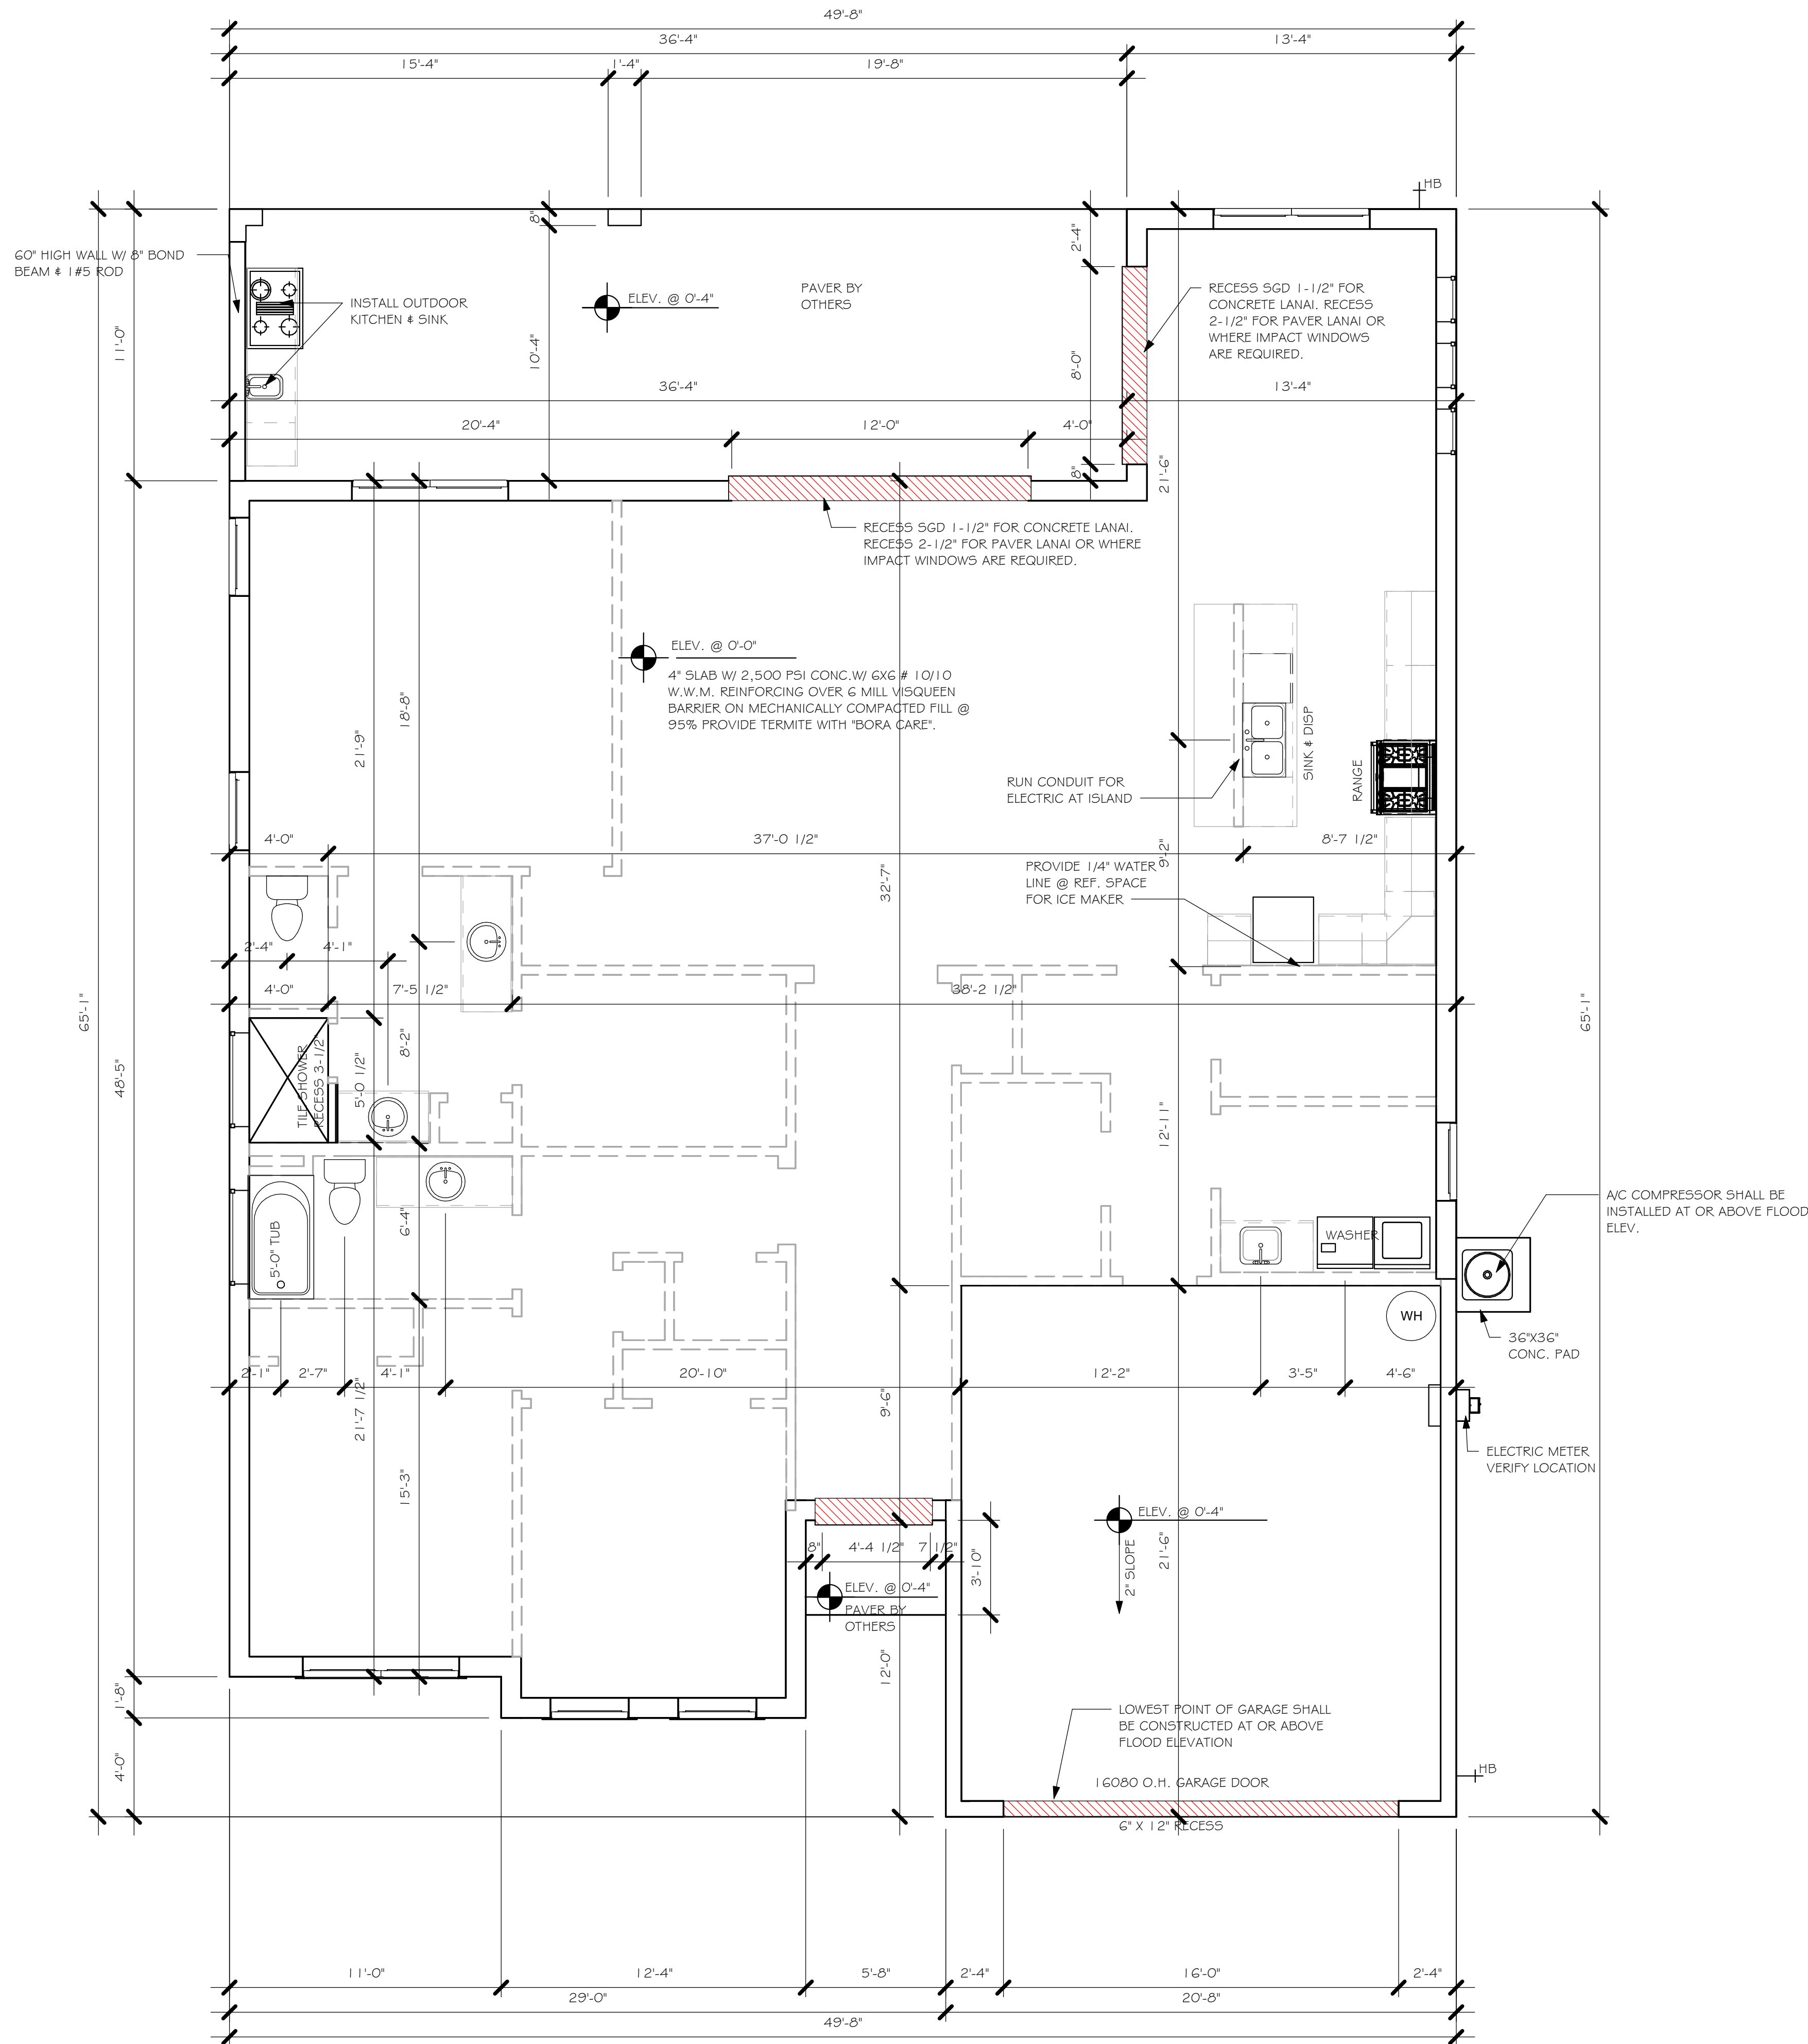 49'-8"
36'-4"
13'-4"
15'-4"
1'-4"
19'-8"
HB
8"
2'-4"
60" HIGH WALL W/ 8" BOND
BEAM & 1#5 ROD
INSTALL OUTDOOR
KITCHEN & SINK
ELEV. @ 0'-4"
PAVER BY
OTHERS
RECESS SGD 1-1/2" FOR
CONCRETE LANAI. RECESS
2-1/2" FOR PAVER LANAI OR
WHERE IMPACT WINDOWS
ARE REQUIRED.
11'-0"
10'-4"
8'-0"
36'-4"
13'-4"
20'-4"
12'-0"
4'-0"
8"
21'-6"
RECESS SGD 1-1/2" FOR CONCRETE LANAI.
RECESS 2-1/2" FOR PAVER LANAI OR WHERE
IMPACT WINDOWS ARE REQUIRED.
ELEV. @ 0'-0"
4" SLAB W/ 2,500 PSI CONC.W/ 6X6 # 10/10
W.W.M. REINFORCING OVER 6 MILL VISQUEEN
BARRIER ON MECHANICALLY COMPACTED FILL @
95% PROVIDE TERMITE WITH "BORA CARE".
18'-8"
21'-9"
SINK & DISP
RANGE
RUN CONDUIT FOR
ELECTRIC AT ISLAND
4'-0"
37'-0 1/2"
8'-7 1/2"
9'-2"
32'-7"
PROVIDE 1/4" WATER
LINE @ REF. SPACE
FOR ICE MAKER
2'-4"
4'-1"
4'-0"
7'-5 1/2"
38'-2 1/2"
65'-1"
65'-1"
48'-5"
TILE SHOWER
RECESS 3-1/2"
5'-0 1/2"
8'-2"
12'-11"
A/C COMPRESSOR SHALL BE
INSTALLED AT OR ABOVE FLOOD
ELEV.
5'-0" TUB
6'-4"
WASHER
WH
36"X36"
CONC. PAD
2'-1"
2'-7"
4'-1"
20'-10"
12'-2"
3'-5"
4'-6"
21'-7 1/2"
9'-6"
ELECTRIC METER
VERIFY LOCATION
15'-3"
ELEV. @ 0'-4"
2" SLOPE
21'-6"
8"
4'-4 1/2"
7 1/2"
3'-10"
ELEV. @ 0'-4"
PAVER BY
OTHERS
12'-0"
1'-8"
4'-0"
LOWEST POINT OF GARAGE SHALL
BE CONSTRUCTED AT OR ABOVE
FLOOD ELEVATION
HB
16080 O.H. GARAGE DOOR
6" X 12" RECESS
11'-0"
12'-4"
5'-8"
2'-4"
16'-0"
2'-4"
29'-0"
20'-8"
49'-8"